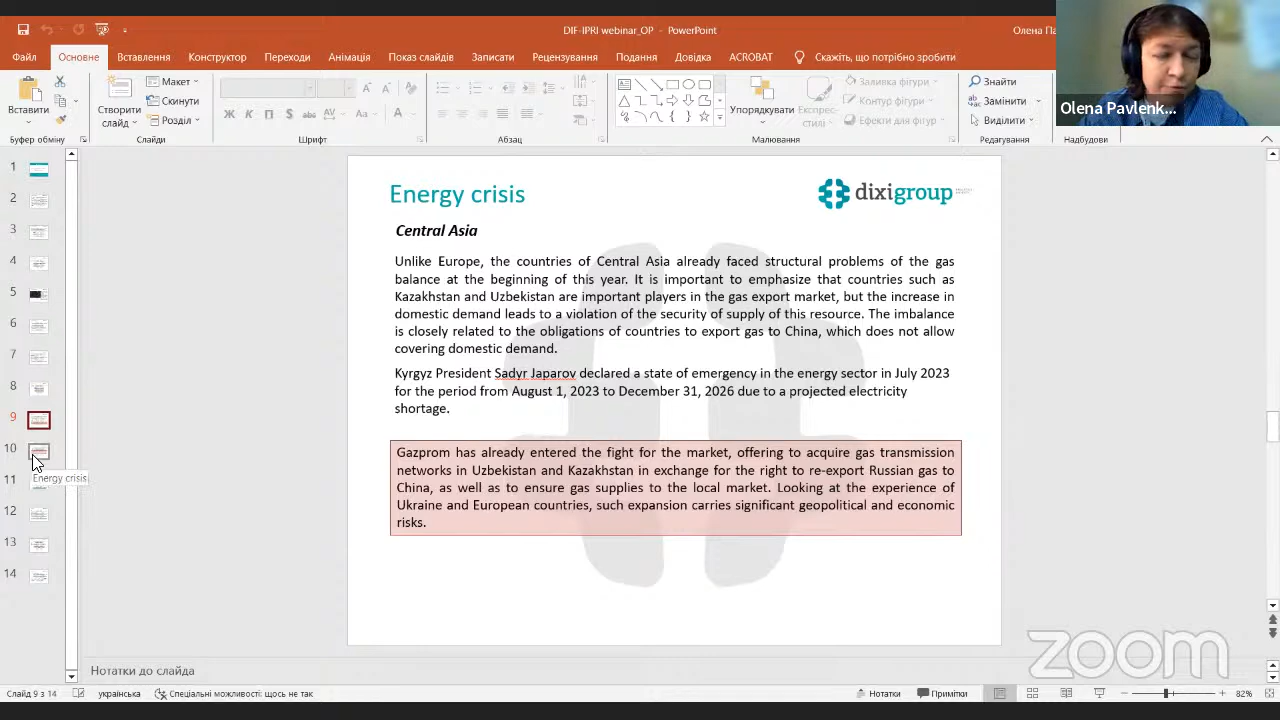 DIF-IPRI webinar_OP - PowerPoint
Олена Па
Файл Основне Вставлення Конструктор Переходи Анімація Показ слайдів Записати Рецензування Подання Довідка ACROBAT Скажіть, що потрібно зробити
Вставити
Буфер обміну
Створити слайд
Макет
Скинути
Розділ
Слайди
Ж К П S abc AV Aa A
Шрифт
Абзац
Упорядкувати
Експрес-стилі
Заливка фігури
Контур фігури
Ефекти для фігур
Малювання
Знайти
Замінити
Виділити
Редагування
Надбудови
Olena Pavlenk...
1
2
3
4
5
6
7
8
9
10
11
12
13
14
Energy crisis
Energy crisis
dixigroup
Central Asia
Unlike Europe, the countries of Central Asia already faced structural problems of the gas
balance at the beginning of this year. It is important to emphasize that countries such as
Kazakhstan and Uzbekistan are important players in the gas export market, but the increase in
domestic demand leads to a violation of the security of supply of this resource. The imbalance
is closely related to the obligations of countries to export gas to China, which does not allow
covering domestic demand.
Kyrgyz President Sadyr Japarov declared a state of emergency in the energy sector in July 2023
for the period from August 1, 2023 to December 31, 2026 due to a projected electricity
shortage.
Gazprom has already entered the fight for the market, offering to acquire gas transmission
networks in Uzbekistan and Kazakhstan in exchange for the right to re-export Russian gas to
China, as well as to ensure gas supplies to the local market. Looking at the experience of
Ukraine and European countries, such expansion carries significant geopolitical and economic
risks.
zoom
Нотатки до слайда
Слайд 9 з 14 українська Спеціальні можливості: щось не так Нотатки Примітки 82%